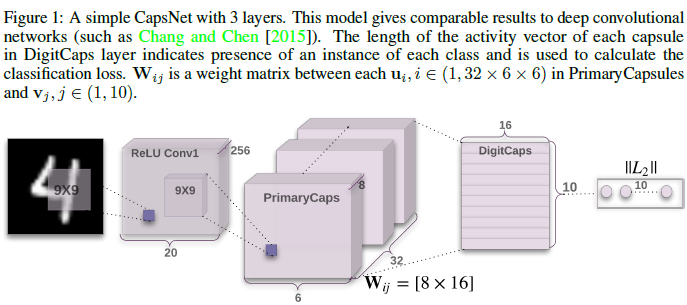 Figure 1: A simple CapsNet with 3 layers. This model gives comparable results to deep convolutional
networks (such as Chang and Chen [2015]). The length of the activity vector of each capsule
in DigitCaps layer indicates presence of an instance of each class and is used to calculate the
classification loss. W_ij is a weight matrix between each u_i, i ∈ (1, 32 × 6 × 6) in PrimaryCapsules
and v_j, j ∈ (1, 10).
16
ReLU Conv1
256
DigitCaps
||L₂||
9X9
9X9
8
10
10
PrimaryCaps
20
32
W_ij = [8 × 16]
6